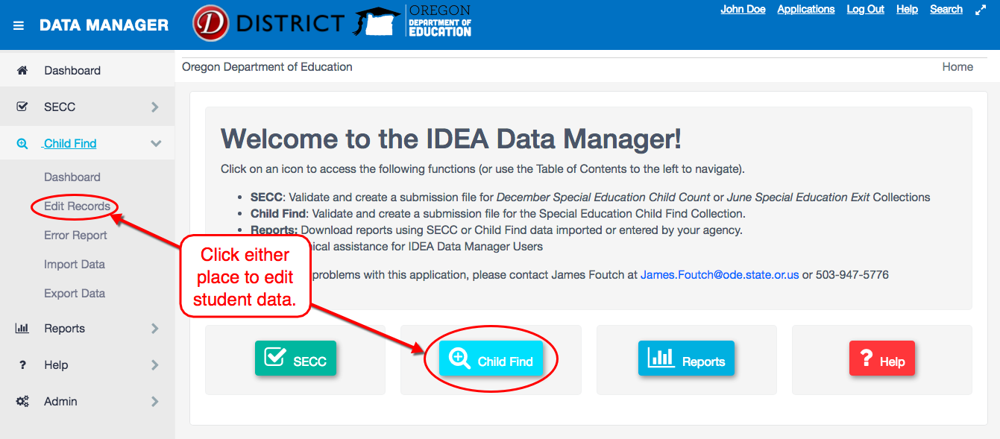 DATA MANAGER
D DISTRICT
OREGON
DEPARTMENT OF
EDUCATION
John Doe Applications Log Out Help Search
Dashboard
SECC
Child Find
Dashboard
Edit Records
Error Report
Import Data
Export Data
Reports
? Help
Admin
Oregon Department of Education Home
Welcome to the IDEA Data Manager!
Click on an icon to access the following functions (or use the Table of Contents to the left to navigate).
• SECC: Validate and create a submission file for December Special Education Child Count or June Special Education Exit Collections
• Child Find: Validate and create a submission file for the Special Education Child Find Collection.
• Reports: Download reports using SECC or Child Find data imported or entered by your agency.
nical assistance for IDEA Data Manager Users
problems with this application, please contact James Foutch at James.Foutch@ode.state.or.us or 503-947-5776
Click either
place to edit
student data.
SECC
Child Find
Reports
? Help